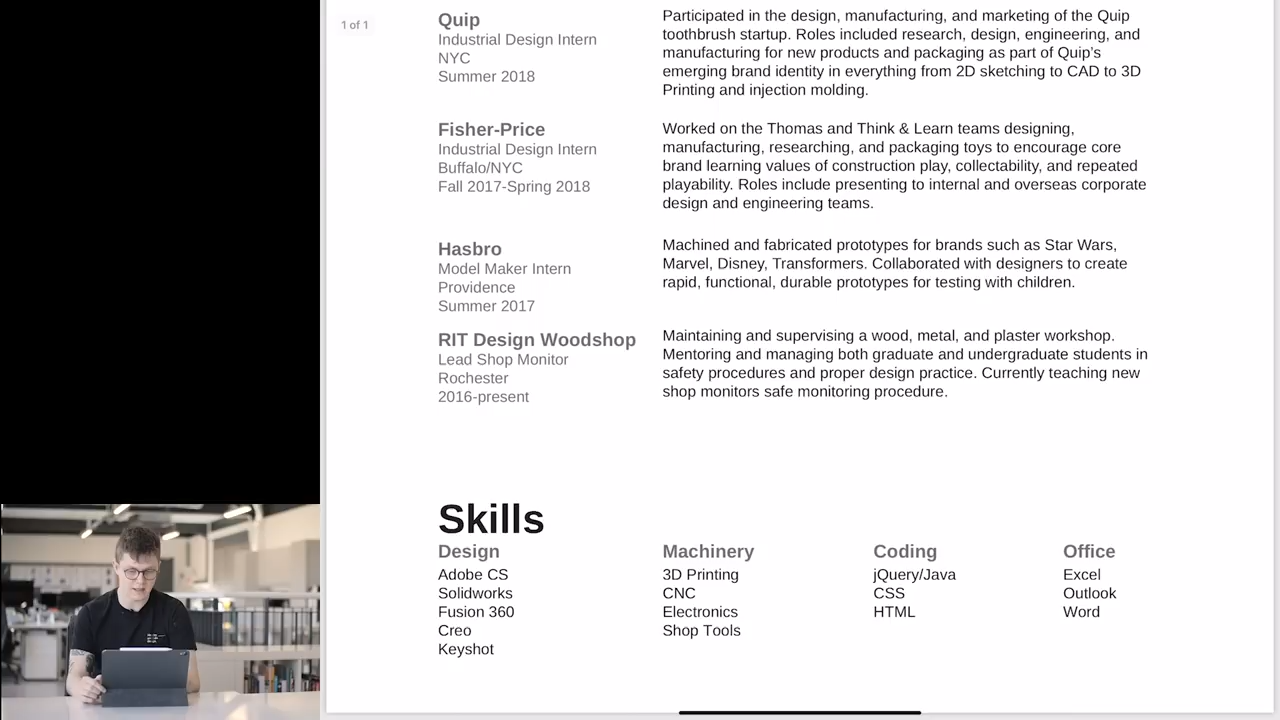 1 of 1
Quip
Industrial Design Intern
NYC
Summer 2018
Participated in the design, manufacturing, and marketing of the Quip
toothbrush startup. Roles included research, design, engineering, and
manufacturing for new products and packaging as part of Quip's
emerging brand identity in everything from 2D sketching to CAD to 3D
Printing and injection molding.
Fisher-Price
Industrial Design Intern
Buffalo/NYC
Fall 2017-Spring 2018
Worked on the Thomas and Think & Learn teams designing,
manufacturing, researching, and packaging toys to encourage core
brand learning values of construction play, collectability, and repeated
playability. Roles include presenting to internal and overseas corporate
design and engineering teams.
Hasbro
Model Maker Intern
Providence
Summer 2017
Machined and fabricated prototypes for brands such as Star Wars,
Marvel, Disney, Transformers. Collaborated with designers to create
rapid, functional, durable prototypes for testing with children.
RIT Design Woodshop
Lead Shop Monitor
Rochester
2016-present
Maintaining and supervising a wood, metal, and plaster workshop.
Mentoring and managing both graduate and undergraduate students in
safety procedures and proper design practice. Currently teaching new
shop monitors safe monitoring procedure.
Skills
Design
Adobe CS
Solidworks
Fusion 360
Creo
Keyshot
Machinery
3D Printing
CNC
Electronics
Shop Tools
Coding
jQuery/Java
CSS
HTML
Office
Excel
Outlook
Word